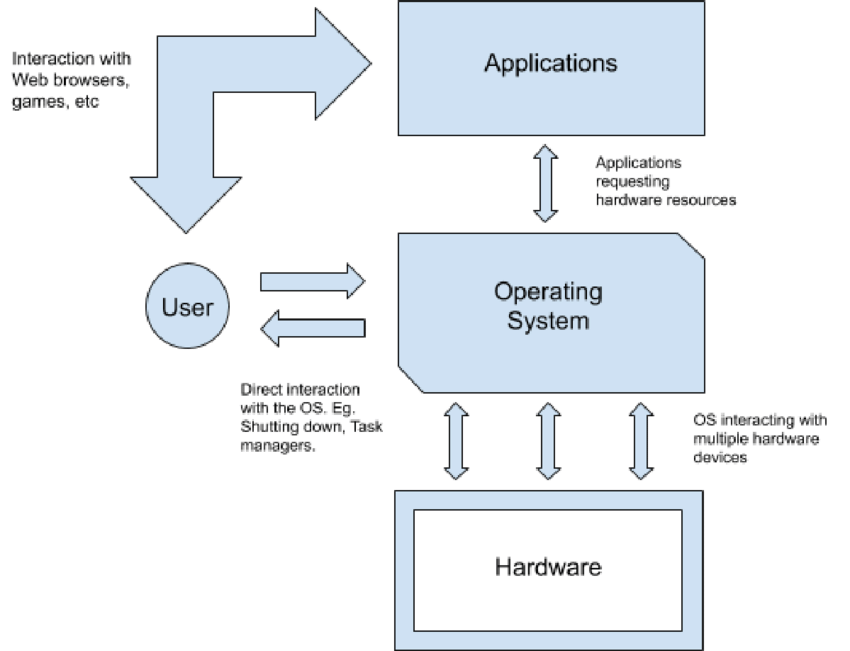 Interaction with
Web browsers,
games, etc
Applications
Applications
requesting
hardware resources
User
Operating
System
Direct interaction
with the OS. Eg.
Shutting down, Task
managers.
OS interacting with
multiple hardware
devices
Hardware